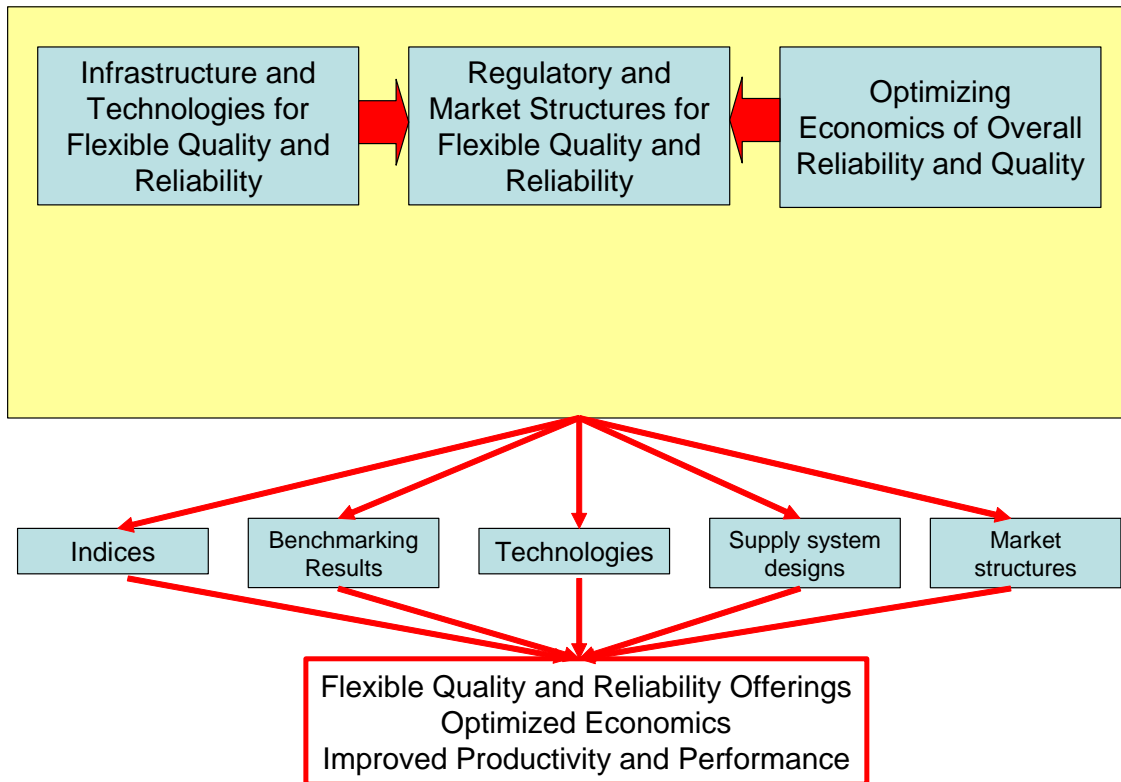 Infrastructure and
Technologies for
Flexible Quality and
Reliability
Regulatory and
Market Structures for
Flexible Quality and
Reliability
Optimizing
Economics of Overall
Reliability and Quality
Indices
Benchmarking
Results
Technologies
Supply system
designs
Market
structures
Flexible Quality and Reliability Offerings
Optimized Economics
Improved Productivity and Performance